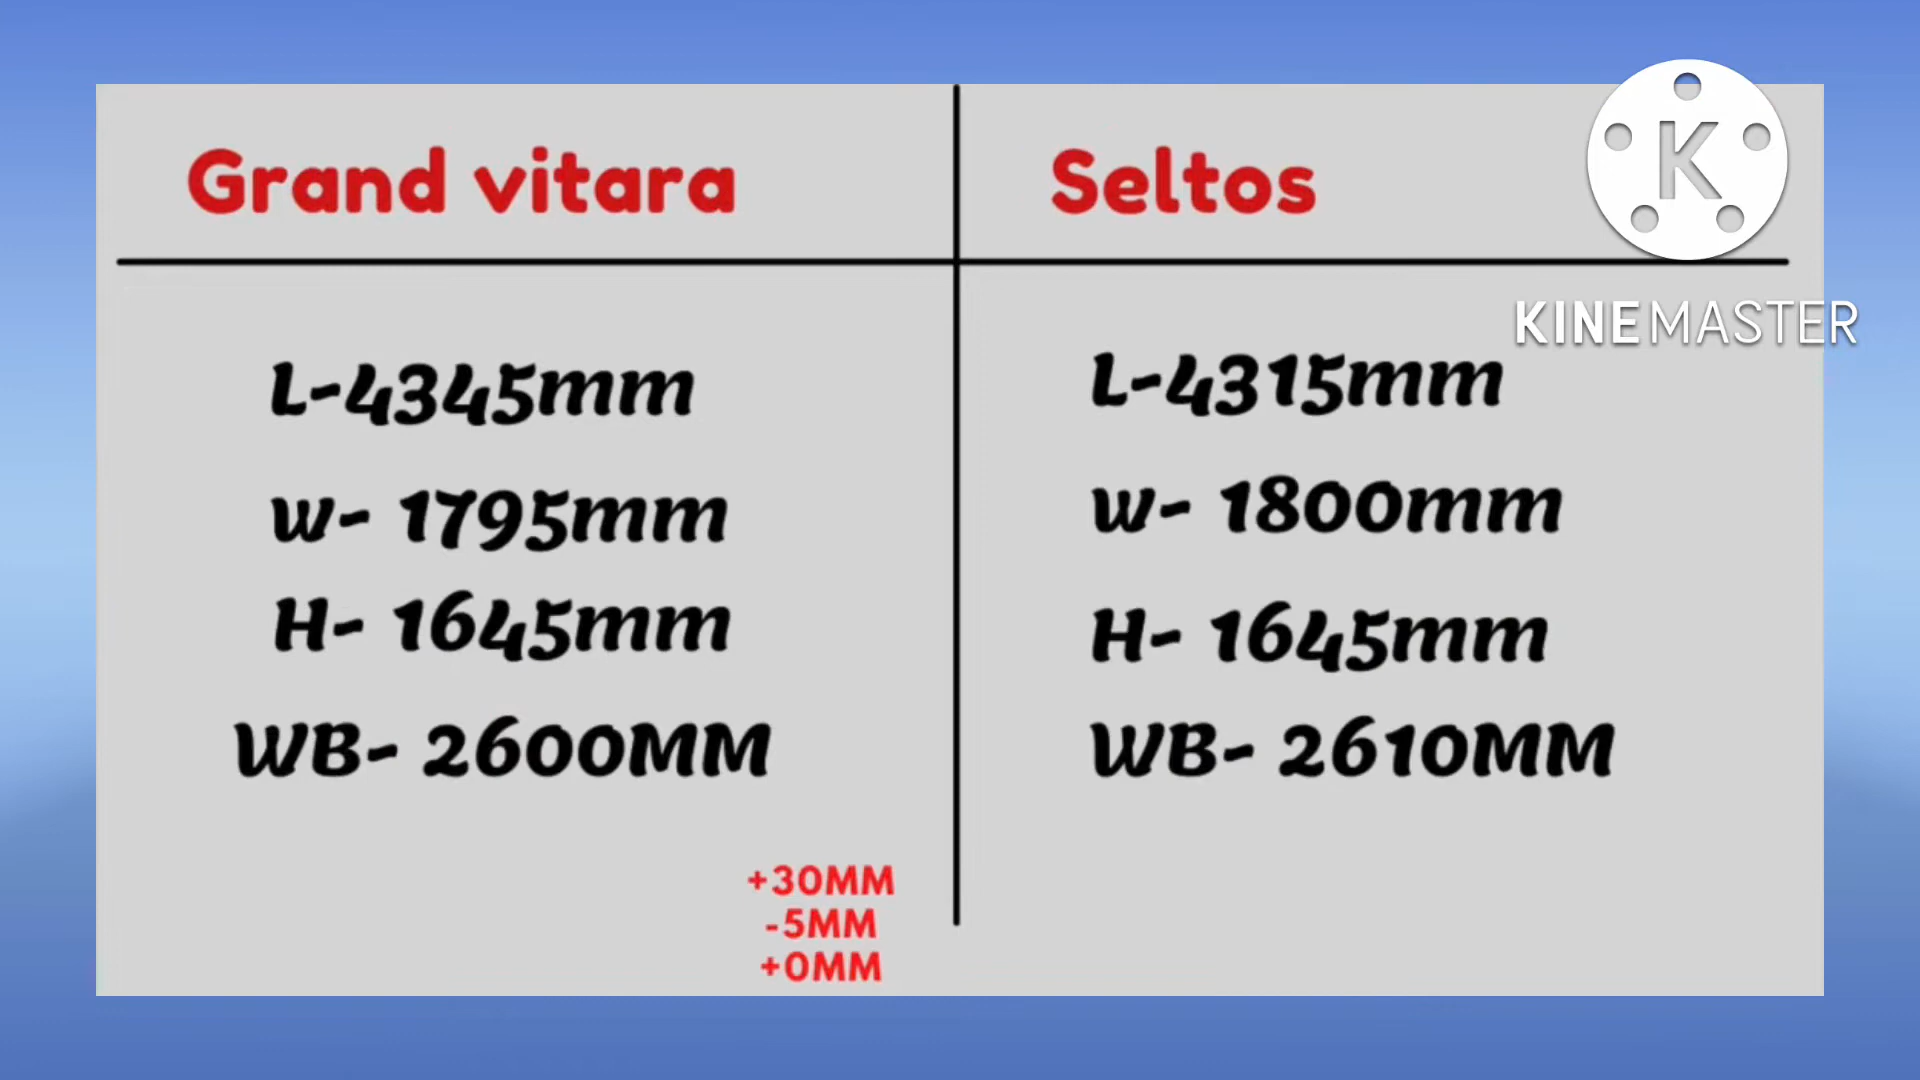 Grand vitara
Seltos
K
KINEMASTER
L-4345mm
w- 1795mm
H- 1645mm
WB- 2600MM
L-4315mm
w- 1800mm
H- 1645mm
WB- 2610MM
+30MM
-5MM
+0MM